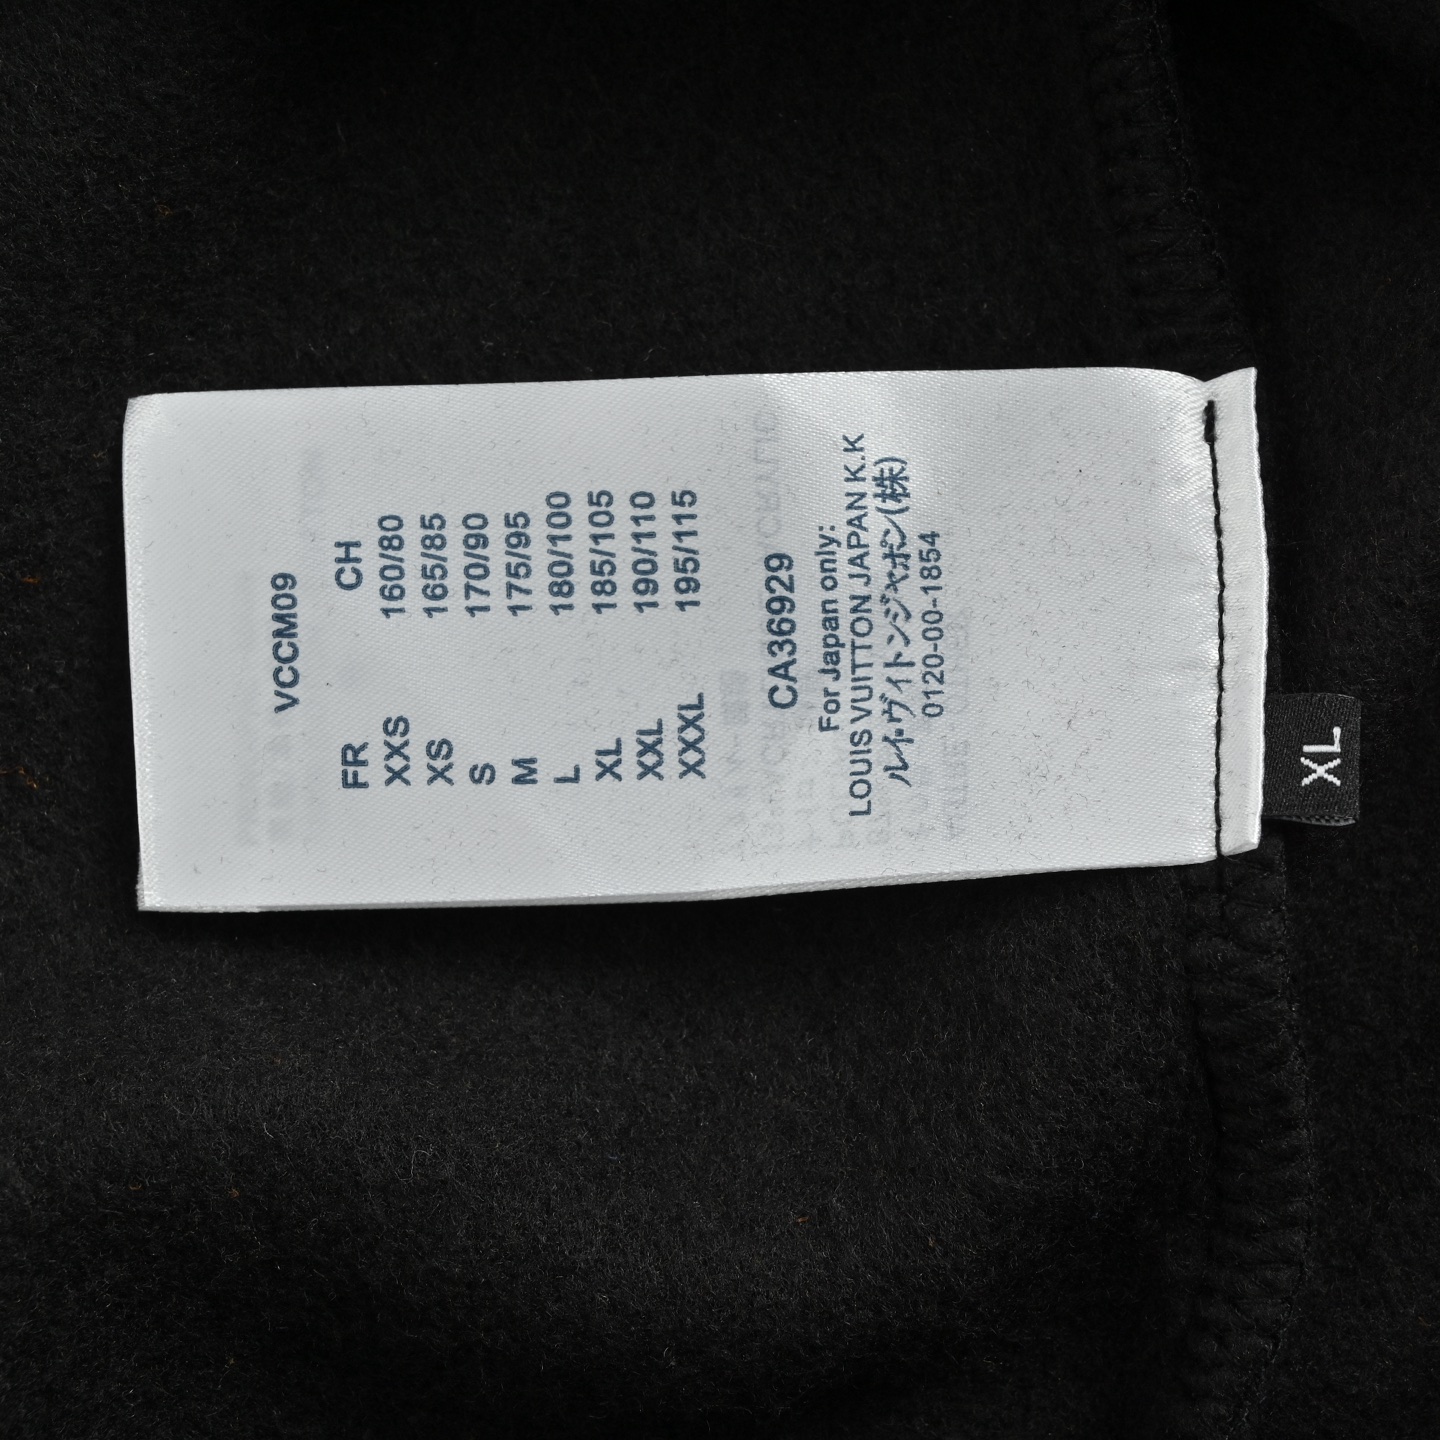 VCCM09
FR CH
XXS 160/80
XS 165/85
S 170/90
M 175/95
L 180/100
XL 185/105
XXL 190/110
XXXL 195/115
CA36929
For Japan only:
LOUIS VUITTON JAPAN K.K
ルイ・ヴィトンジャポン(株)
0120-00-1854
XL